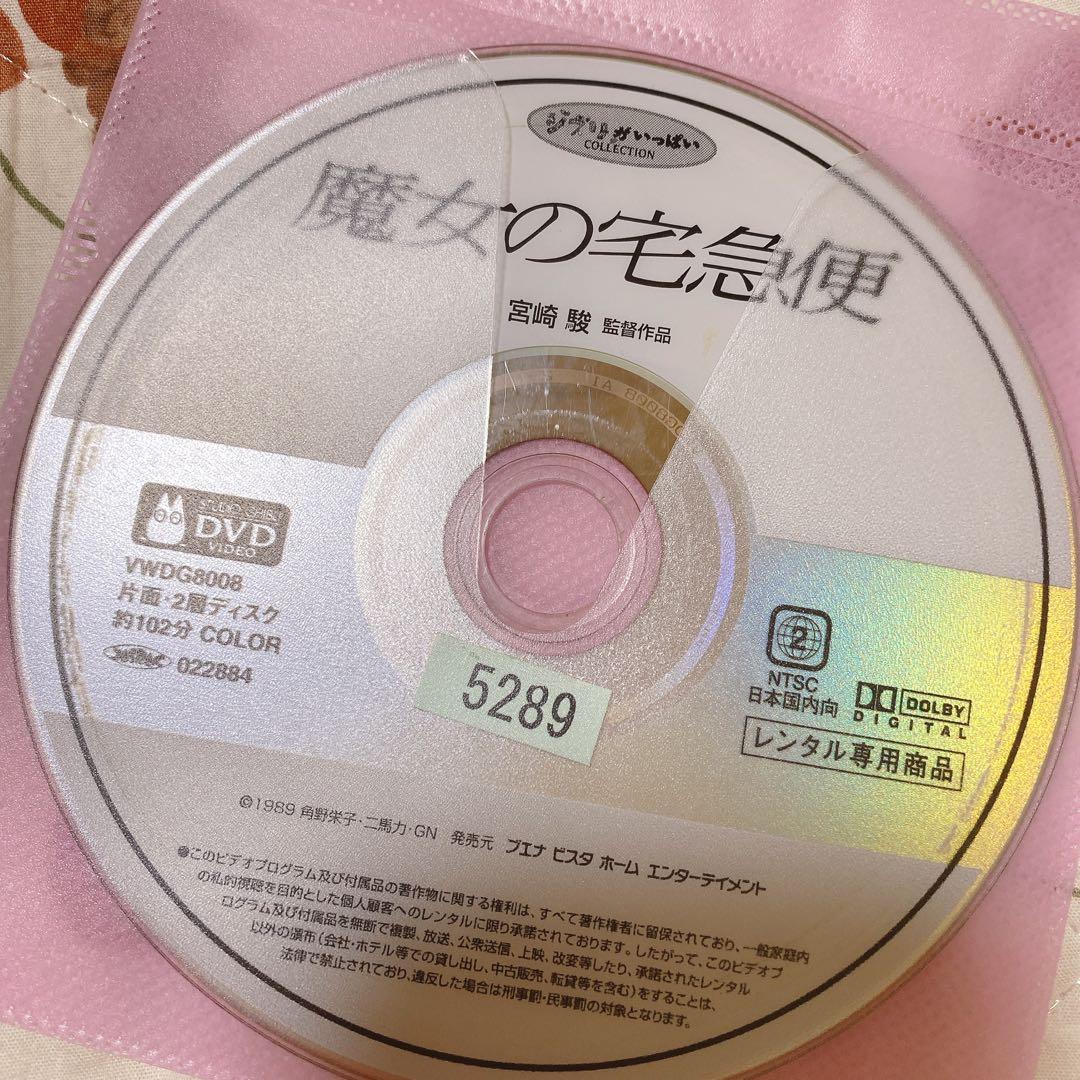 ジブリがいっぱい
COLLECTION
魔女の宅急便
宮崎 駿 監督作品
STUDIO GHIBLI
DVD
VIDEO
VWDG8008
片面・2層ディスク
約102分 COLOR
022884
5289
2
NTSC
日本国内向
DOLBY
DIGITAL
レンタル専用商品
©1989 角野栄子・二馬力・GN 発売元 ブエナ ビスタ ホーム エンターテイメント
●このビデオプログラム及び付属品の著作物に関する権利は、すべて著作権者に留保されており、一般家庭内
の私的視聴を目的とした個人顧客へのレンタルに限り承諾されております。したがって、このビデオプ
ログラム及び付属品を無断で複製、放送、公衆送信、上映、改変等したり、承諾されたレンタル
以外の瀑布（会社・ホテル等での貸し出し、中古販売、転貸等を含む）をすることは、
法律で禁止されており、違反した場合は刑事罰・民事罰の対象となります。